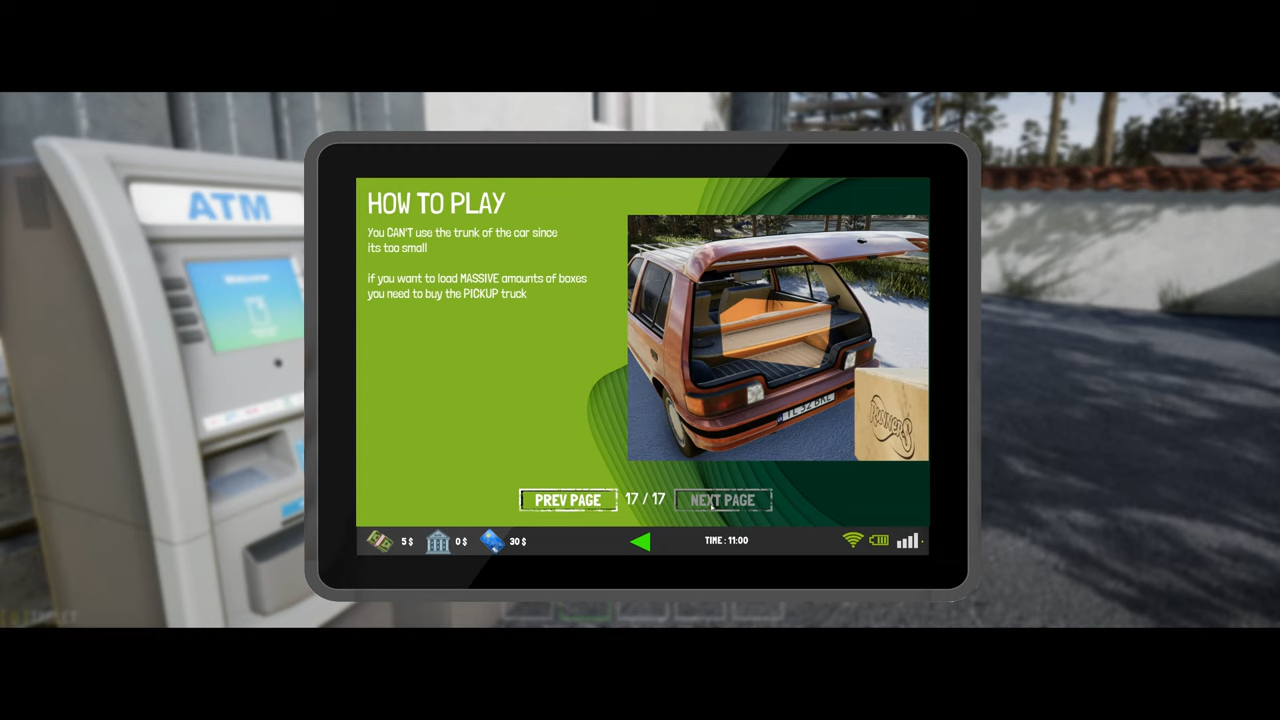 ATM
HOW TO PLAY
You CAN'T use the trunk of the car since
its too small
if you want to load MASSIVE amounts of boxes
you need to buy the PICKUP truck
RUNNERS
PREV PAGE
17 / 17
NEXT PAGE
5 $
0 $
30 $
TIME : 11:00